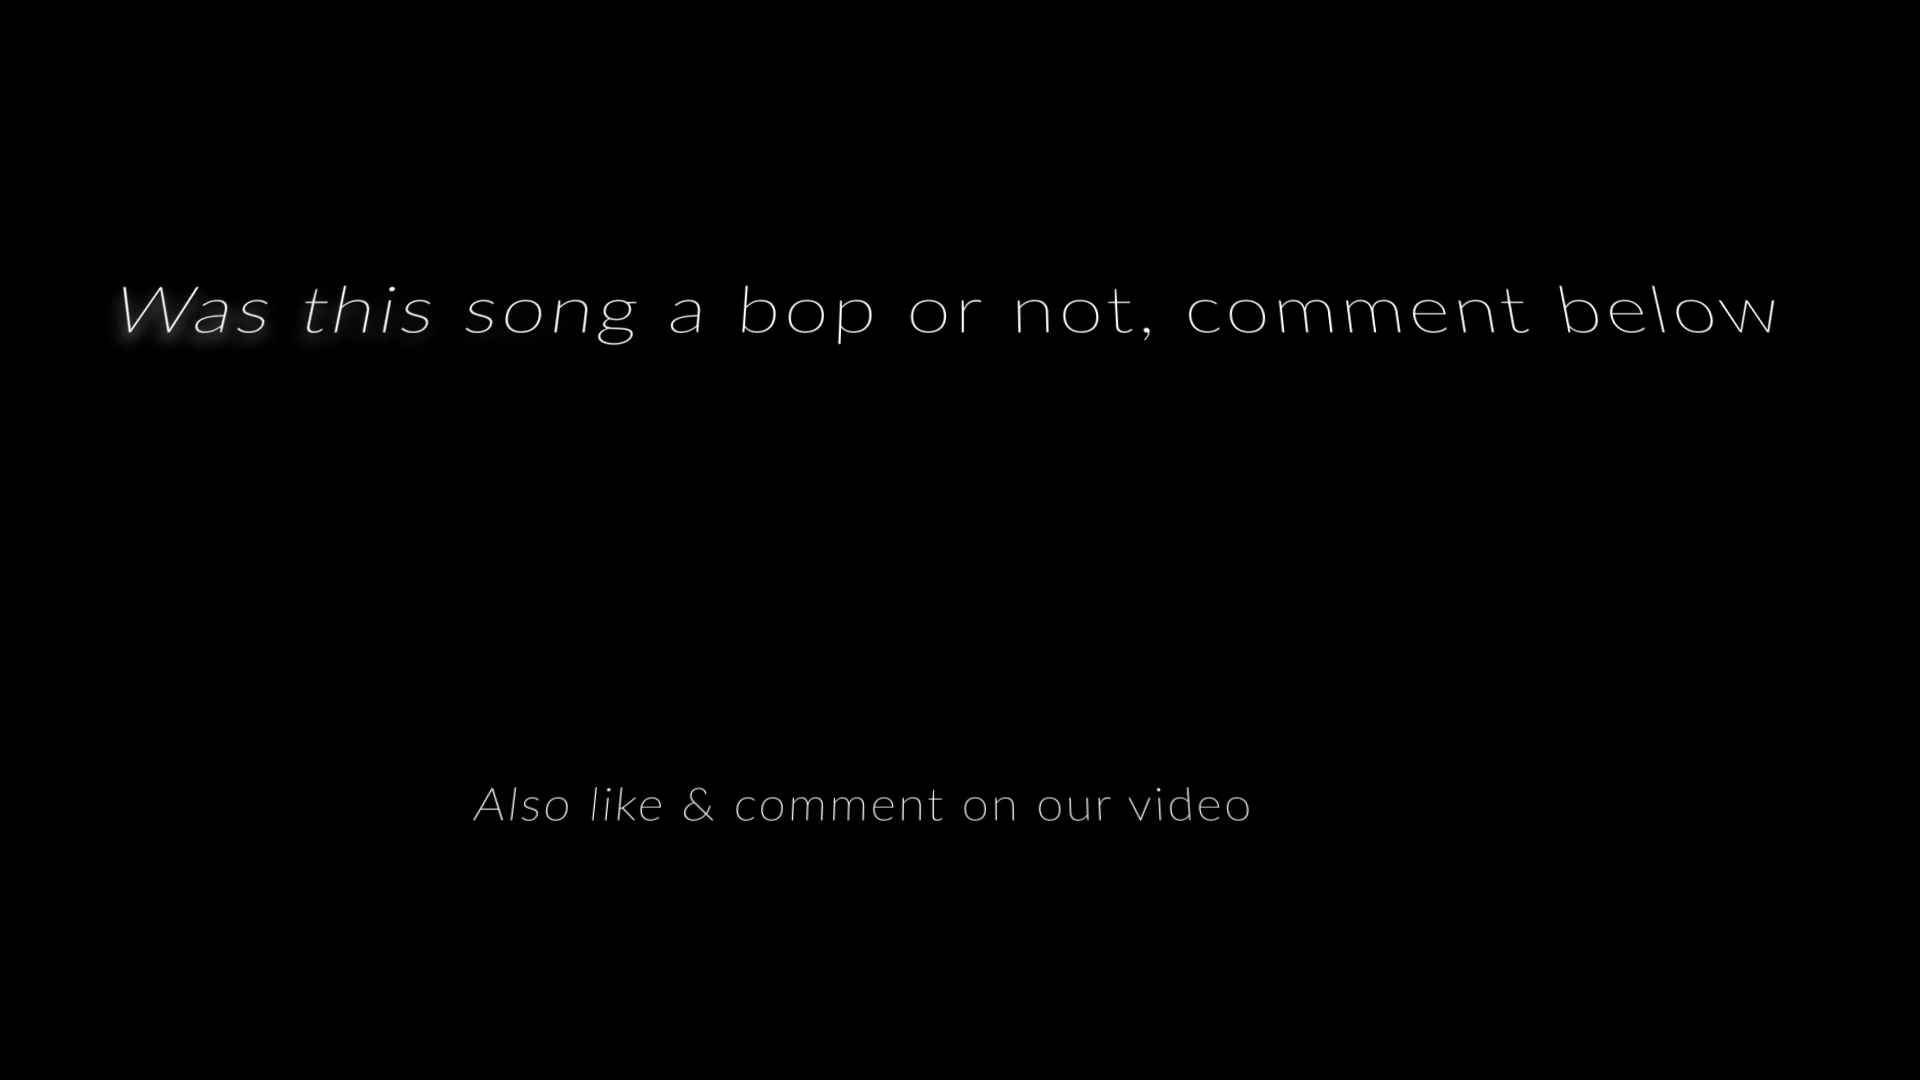 Was this song a bop or not, comment below
Also like & comment on our video